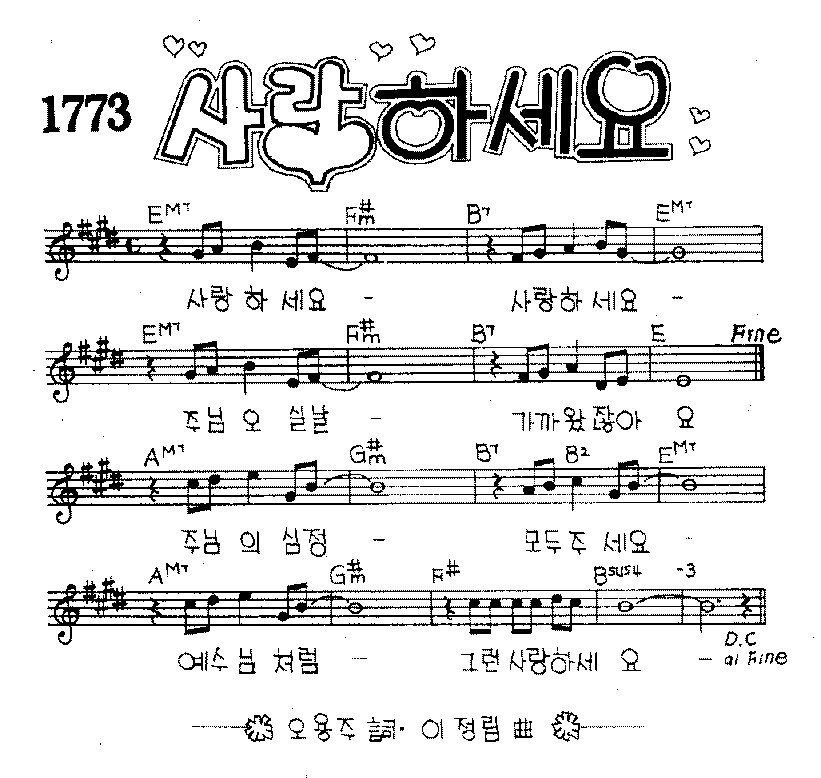 1773 사랑하세요
EM7 F#m B7 EM7
사랑 하 세요 - 사랑하 세요 -
EM7 F#m B7 E Fine
주님 오 실날 - 가까왔잖아 요
AM7 G#m B7 B2 EM7
주님 의 심정 - 모두주 세요 -
AM7 G#m F# Bsus4 -3
예수님 처럼 - 그런사랑하세 요 -
D.C
al Fine
오용주 詞· 이정림 曲